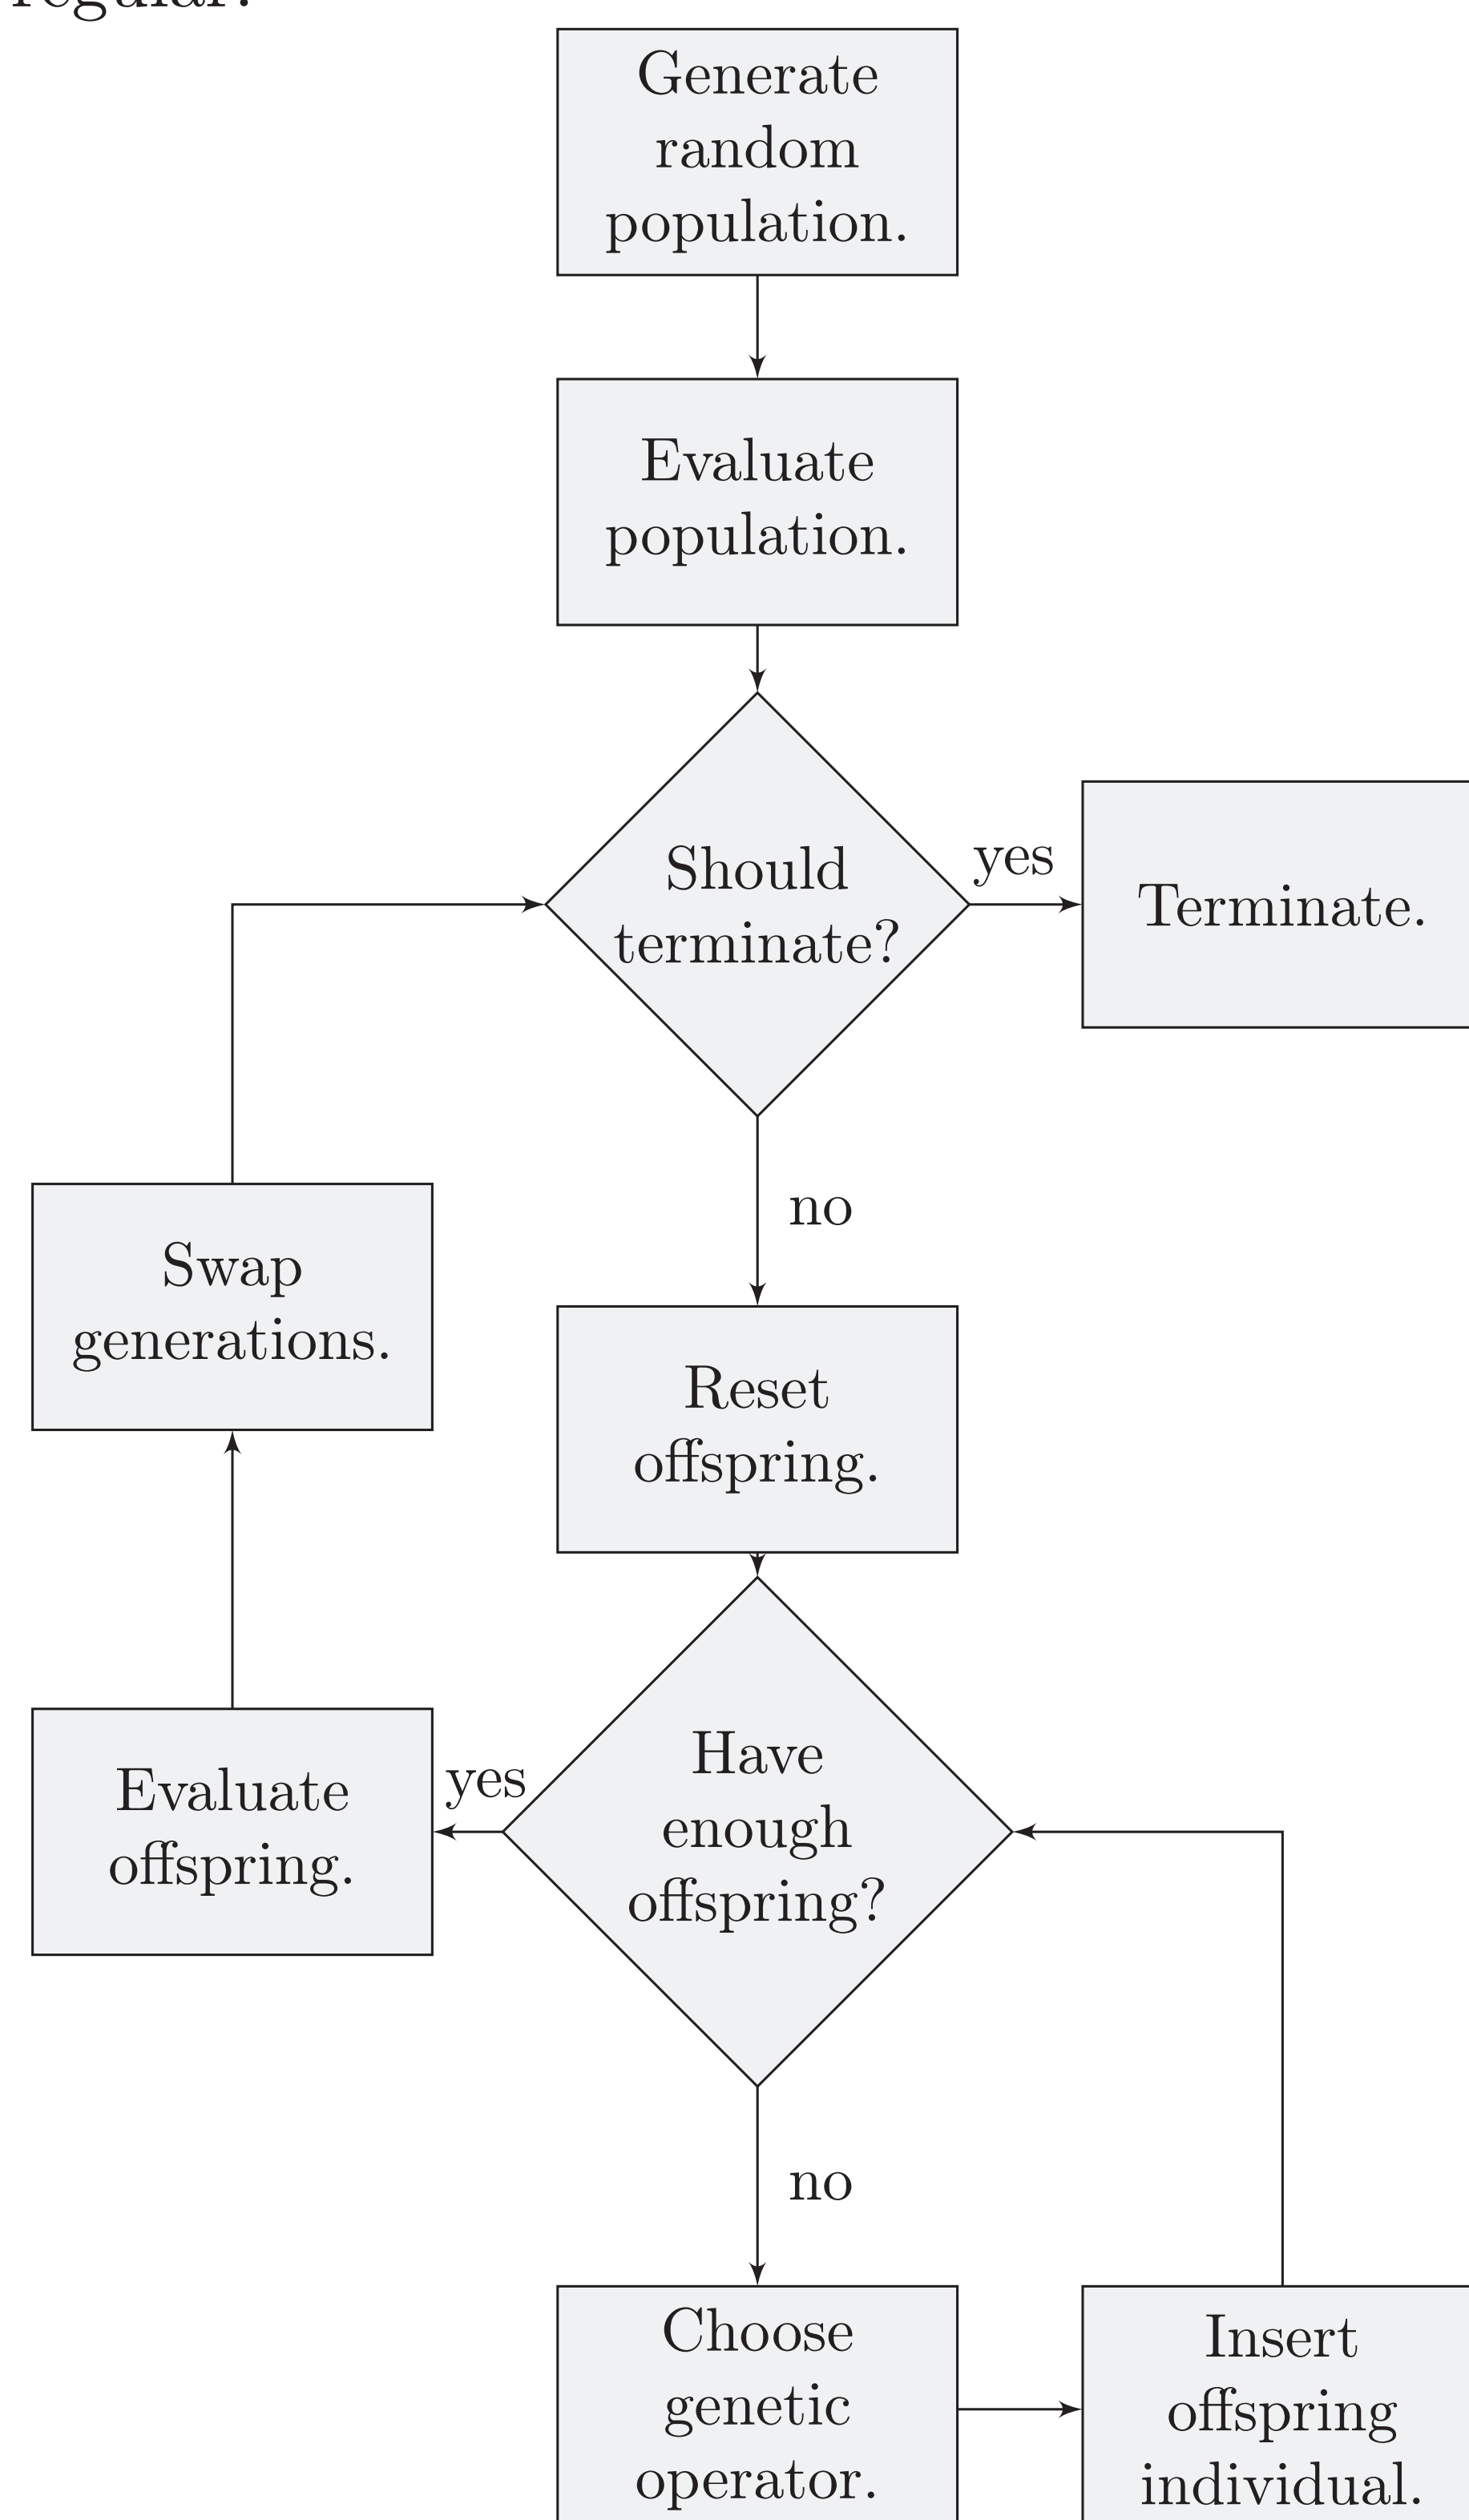 Generate
random
population.
Evaluate
population.
Should
terminate?
yes
Terminate.
no
Swap
generations.
Reset
offspring.
Have
enough
offspring?
yes
Evaluate
offspring.
no
Choose
genetic
operator.
Insert
offspring
individual.